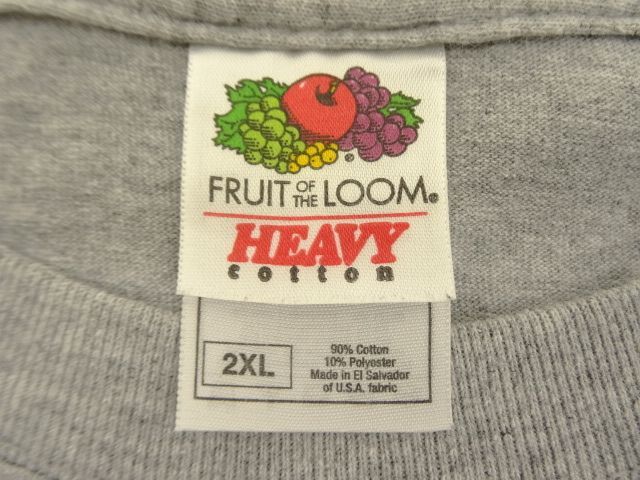 FRUIT OF THE LOOM®
HEAVY
cotton
2XL
90% Cotton
10% Polyester
Made in El Salvador
of U.S.A. fabric